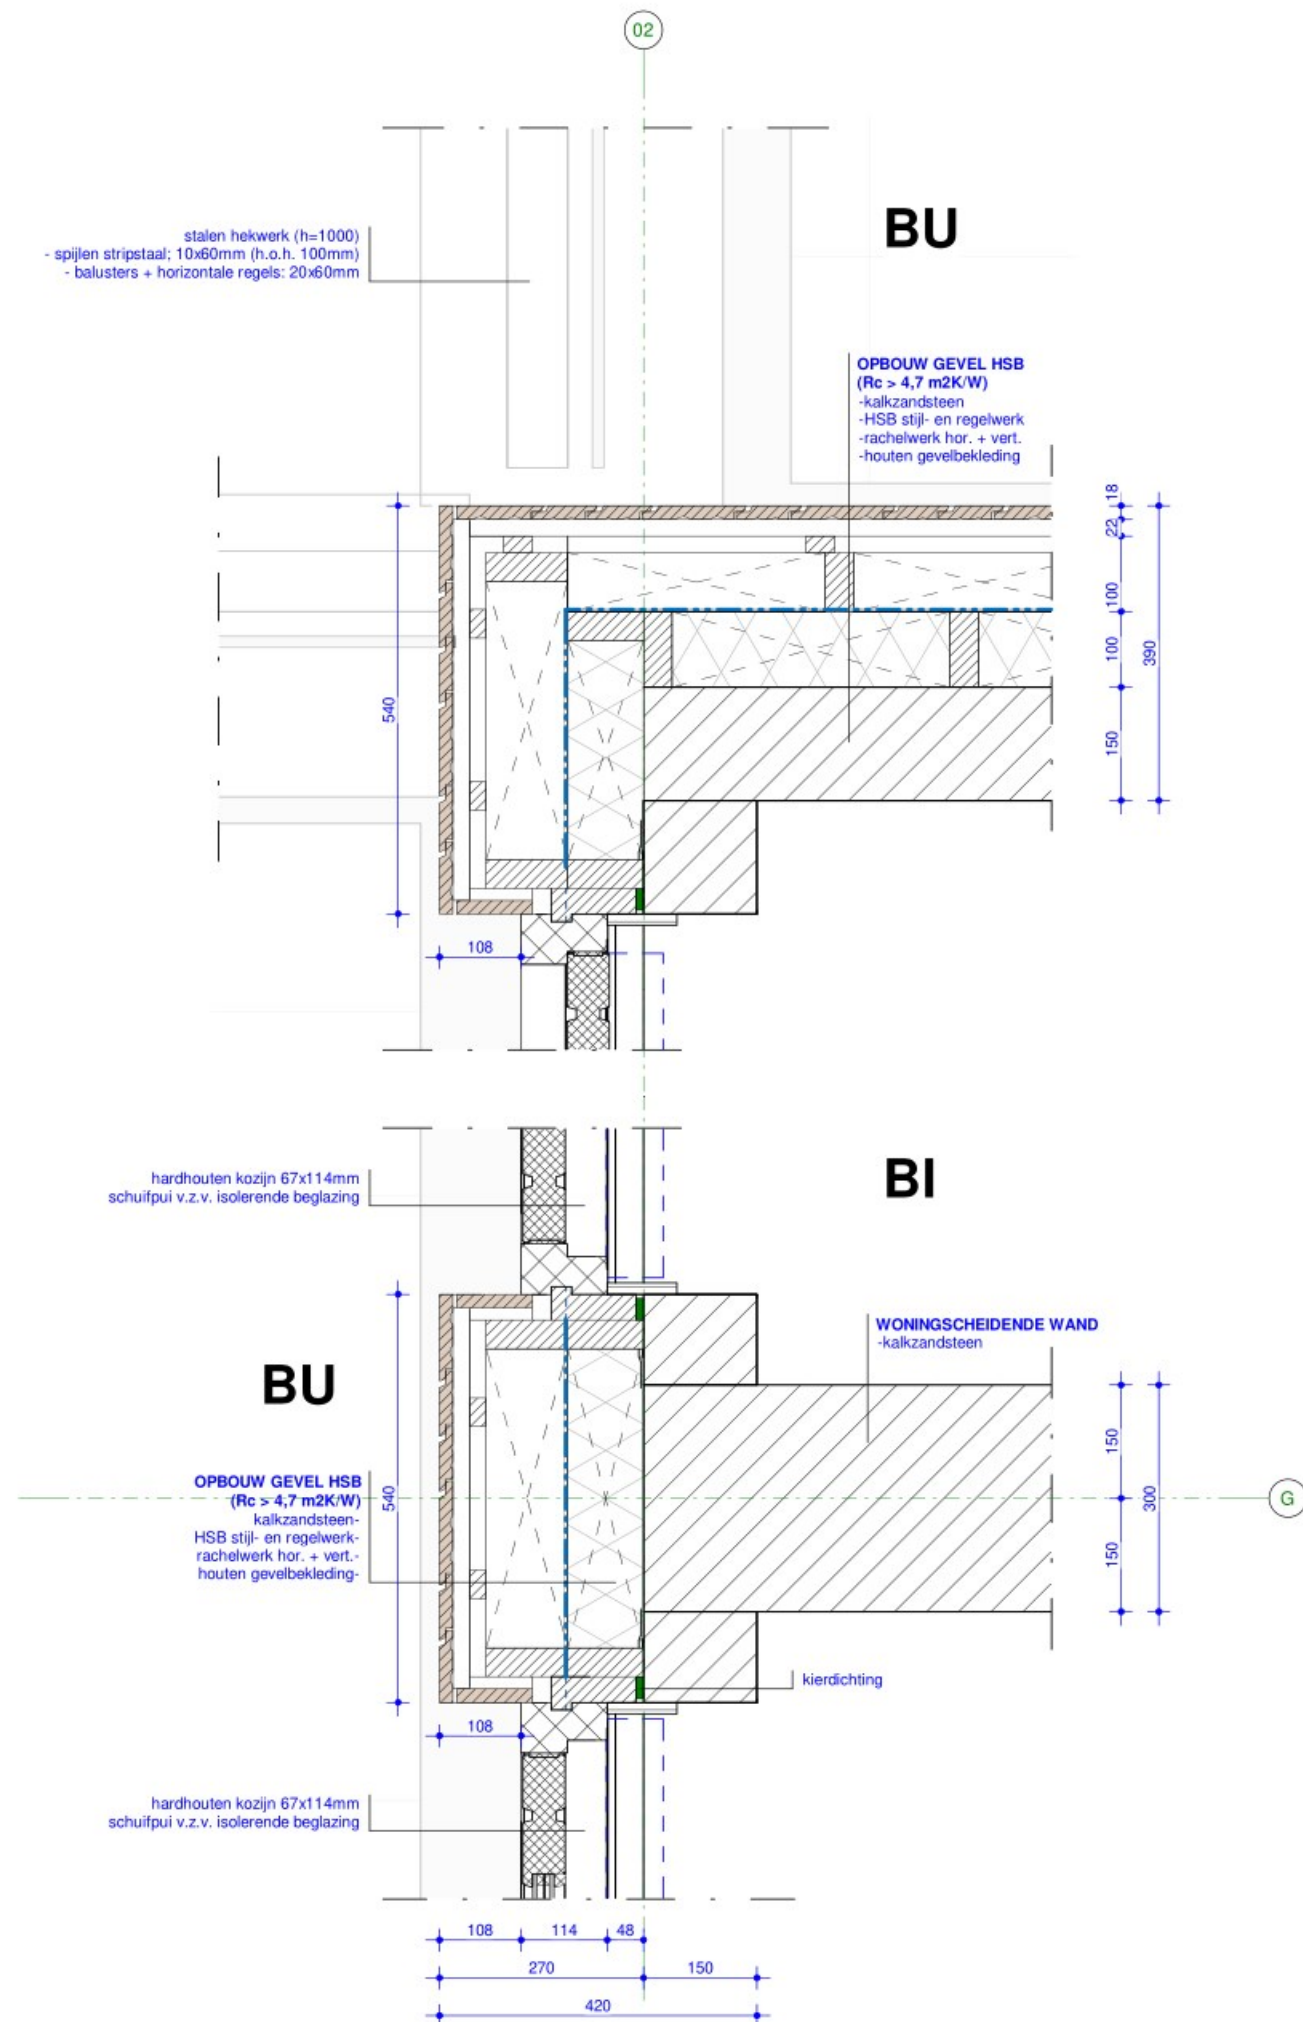 02
BU
stalen hekwerk (h=1000)
- spijlen stripstaal; 10x60mm (h.o.h. 100mm)
- balusters + horizontale regels: 20x60mm
OPBOUW GEVEL HSB
(Rc > 4,7 m2K/W)
-kalkzandsteen
-HSB stijl- en regelwerk
-rachelwerk hor. + vert.
-houten gevelbekleding
18
22
100
100
390
150
540
108
hardhouten kozijn 67x114mm
schuifpui v.z.v. isolerende beglazing
BI
WONINGSCHEIDENDE WAND
-kalkzandsteen
BU
OPBOUW GEVEL HSB
(Rc > 4,7 m2K/W)
kalkzandsteen-
HSB stijl- en regelwerk-
rachelwerk hor. + vert.-
houten gevelbekleding-
540
150
300
150
G
kierdichting
108
hardhouten kozijn 67x114mm
schuifpui v.z.v. isolerende beglazing
108 114 48
270 150
420